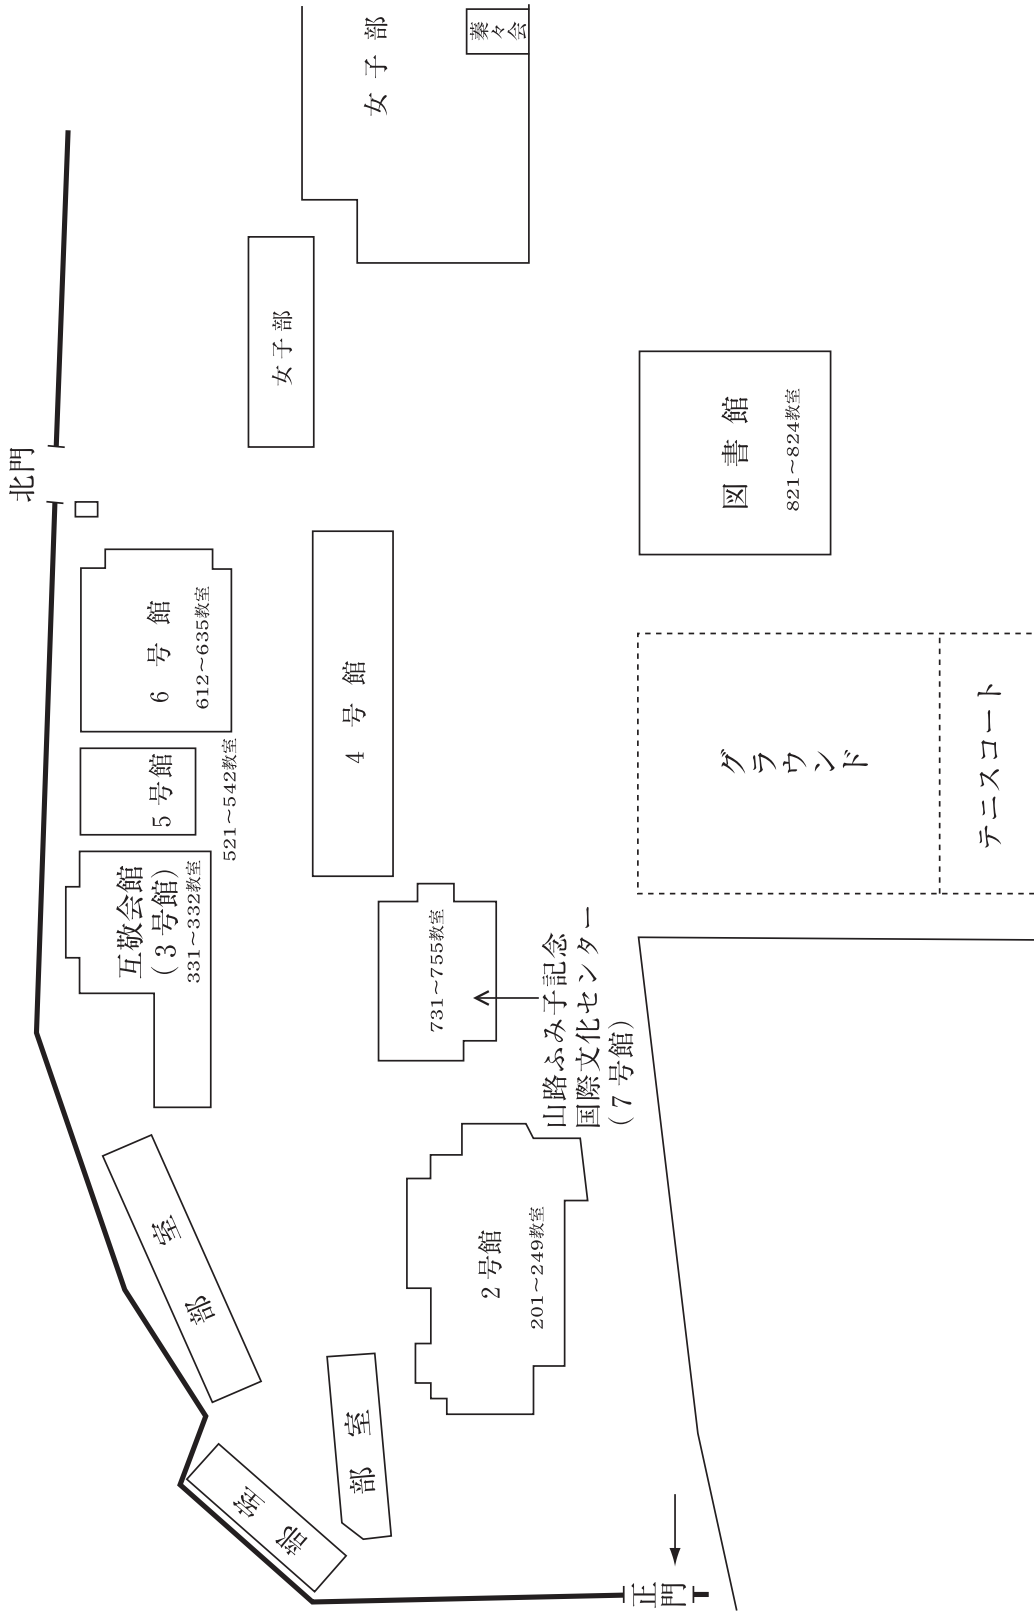 北門
6 号 館
612～635教室
5 号館
521～542教室
互敬会館
(３号館)
331～332教室
部 室
部 室
部 室
女 子 部
女 子 部
蓁々会
4 号 館
731～755教室
山路ふみ子記念
国際文化センター
(７号館)
2 号館
201～249教室
図 書 館
821～824教室
グラウンド
テニスコート
正門